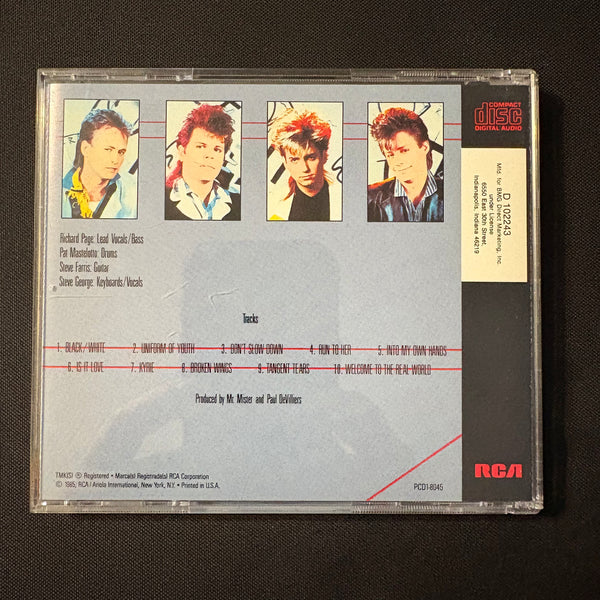 COMPACT
disc
DIGITAL AUDIO
D 102243
Mfd. for BMG Direct Marketing, Inc.
under License
6550 East 30th Street,
Indianapolis, Indiana 46219
Richard Page: Lead Vocals/Bass
Pat Mastelotto: Drums
Steve Farris: Guitar
Steve George: Keyboards/Vocals
Tracks
1. BLACK/WHITE 2. UNIFORM OF YOUTH 3. DON'T SLOW DOWN 4. RUN TO HER 5. INTO MY OWN HANDS
6. IS IT LOVE 7. KYRIE 8. BROKEN WINGS 9. TANGENT TEARS 10. WELCOME TO THE REAL WORLD
Produced by Mr. Mister and Paul DeVilliers
TMK(S) ® Registered • Marca(s) Registrada(s) RCA Corporation
© 1985, RCA/Ariola International, New York, N.Y. • Printed in U.S.A.
PCD1-8045
RCA